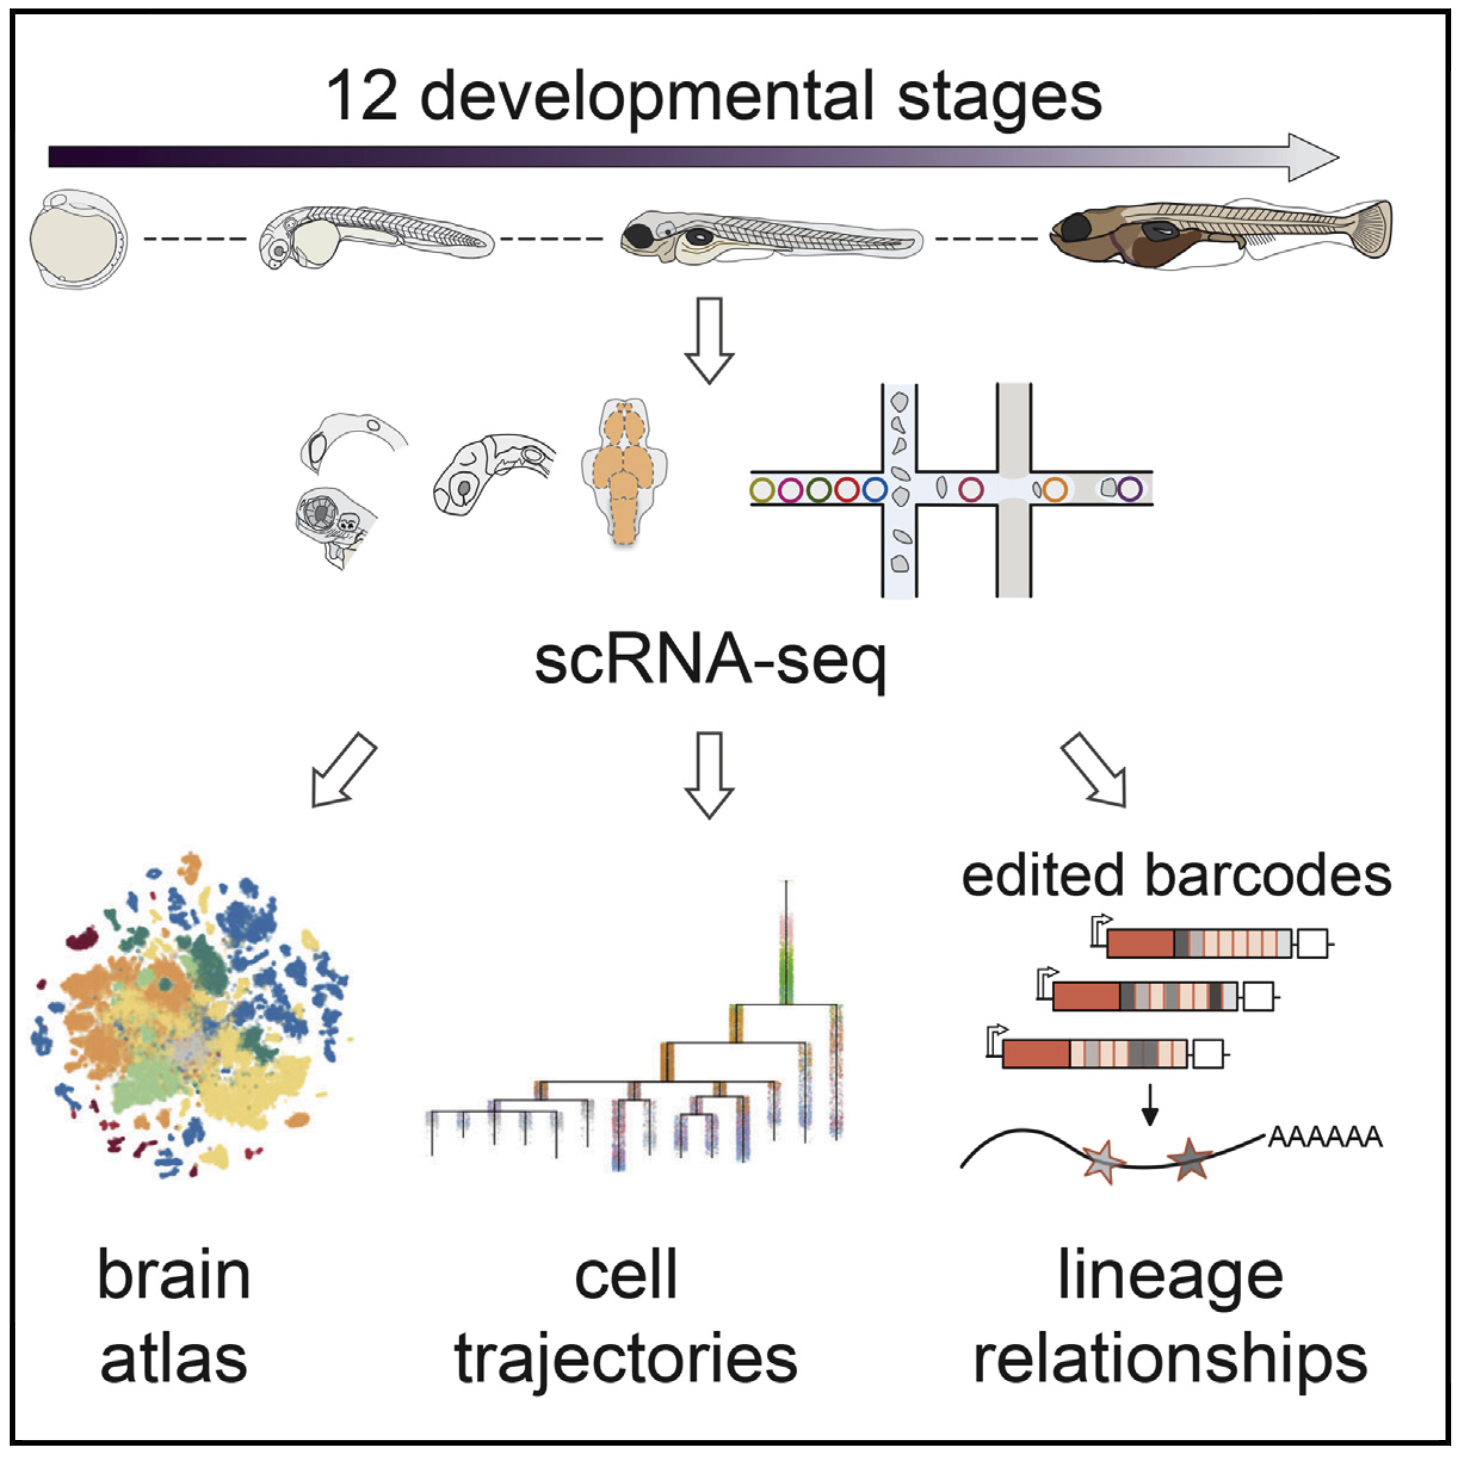 12 developmental stages
scRNA-seq
edited barcodes
AAAAAA
brain
atlas
cell
trajectories
lineage
relationships